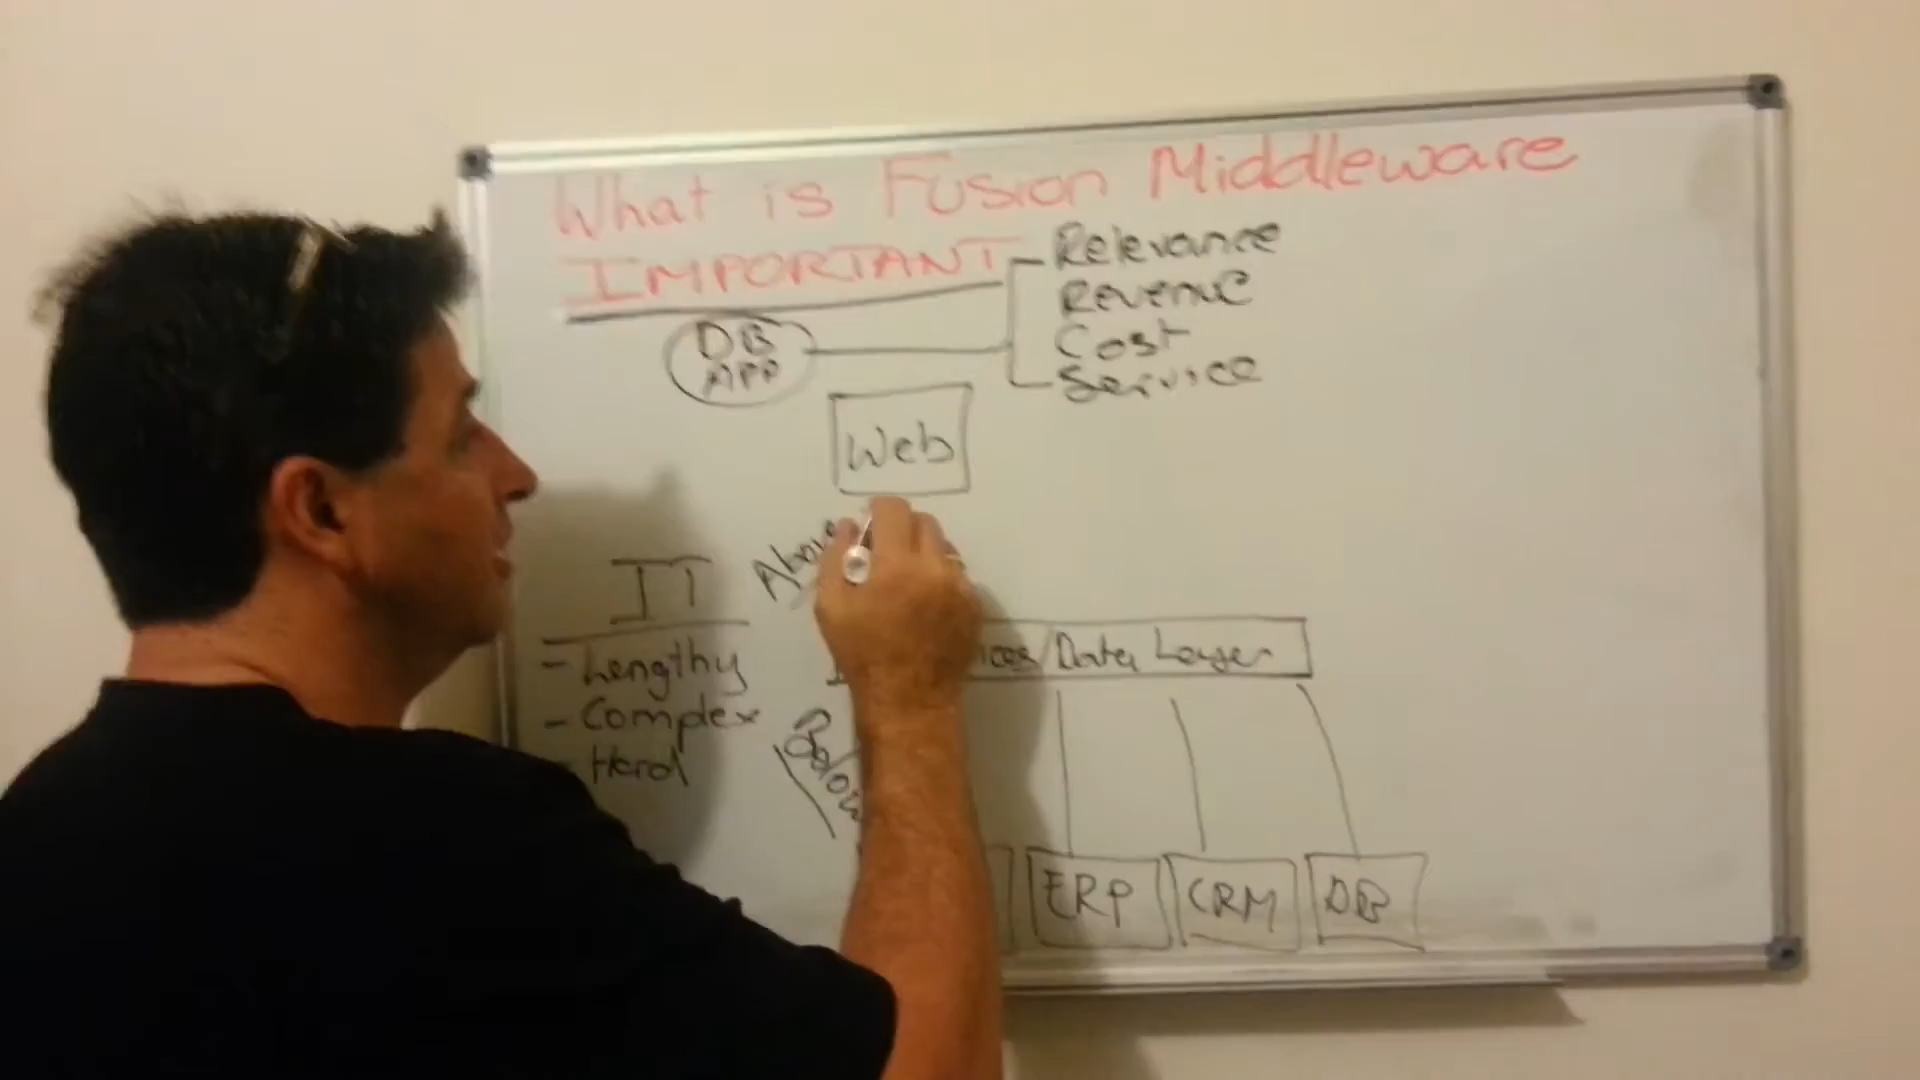 What is Fusion Middleware
IMPORTANT
Relevance
Revenue
Cost
Service
DB
APP
Web
IT
- Lengthy
- Complex
- Hard
Data Layer
Below
ERP
CRM
DB